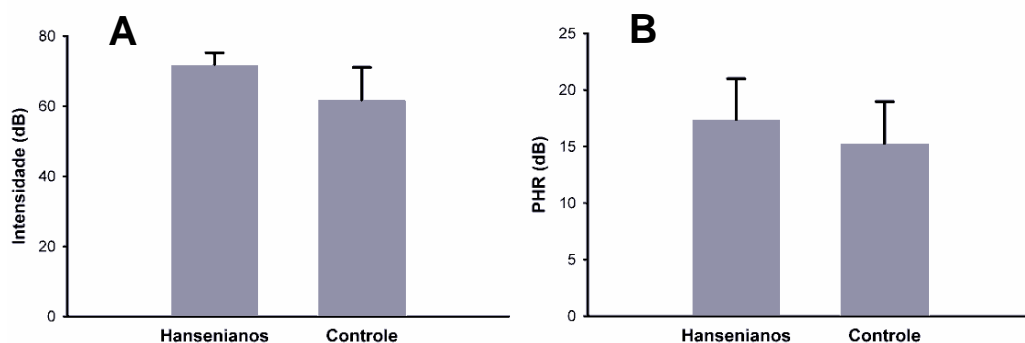 A
Intensidade (dB)
80
60
40
20
0
Hansenianos Controle
B
PHR (dB)
25
20
15
10
5
0
Hansenianos Controle